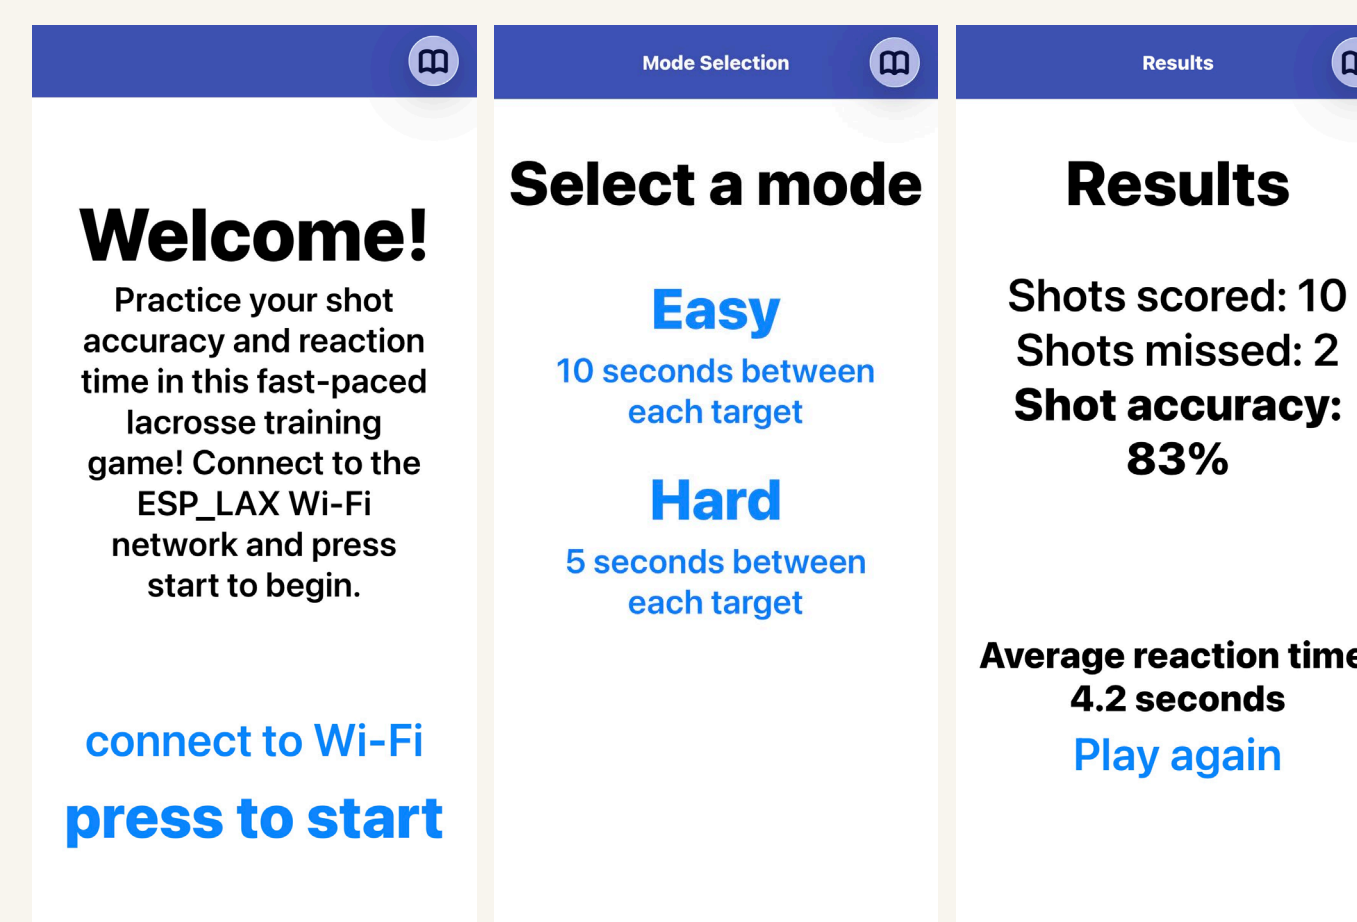 Welcome!
Practice your shot
accuracy and reaction
time in this fast-paced
lacrosse training
game! Connect to the
ESP_LAX Wi-Fi
network and press
start to begin.
connect to Wi-Fi
press to start
Mode Selection
Select a mode
Easy
10 seconds between
each target
Hard
5 seconds between
each target
Results
Results
Shots scored: 10
Shots missed: 2
Shot accuracy:
83%
Average reaction time
4.2 seconds
Play again